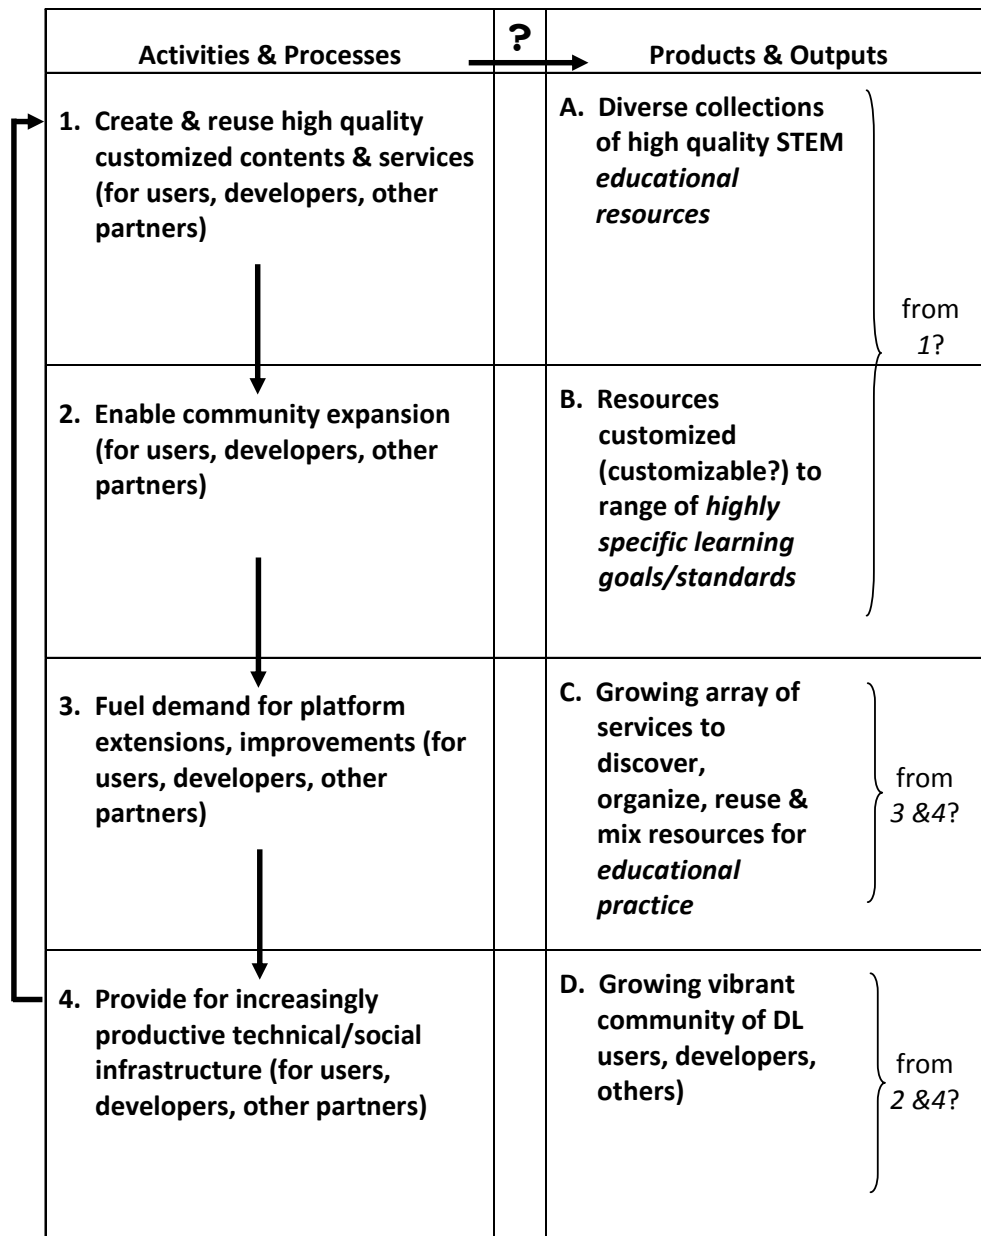 Activities & Processes
?
Products & Outputs
1. Create & reuse high quality
customized contents & services
(for users, developers, other
partners)
A. Diverse collections
of high quality STEM
educational
resources
from
1?
2. Enable community expansion
(for users, developers, other
partners)
B. Resources
customized
(customizable?) to
range of highly
specific learning
goals/standards
3. Fuel demand for platform
extensions, improvements (for
users, developers, other
partners)
C. Growing array of
services to
discover,
organize, reuse &
mix resources for
educational
practice
from
3 &4?
4. Provide for increasingly
productive technical/social
infrastructure (for users,
developers, other partners)
D. Growing vibrant
community of DL
users, developers,
others)
from
2 &4?